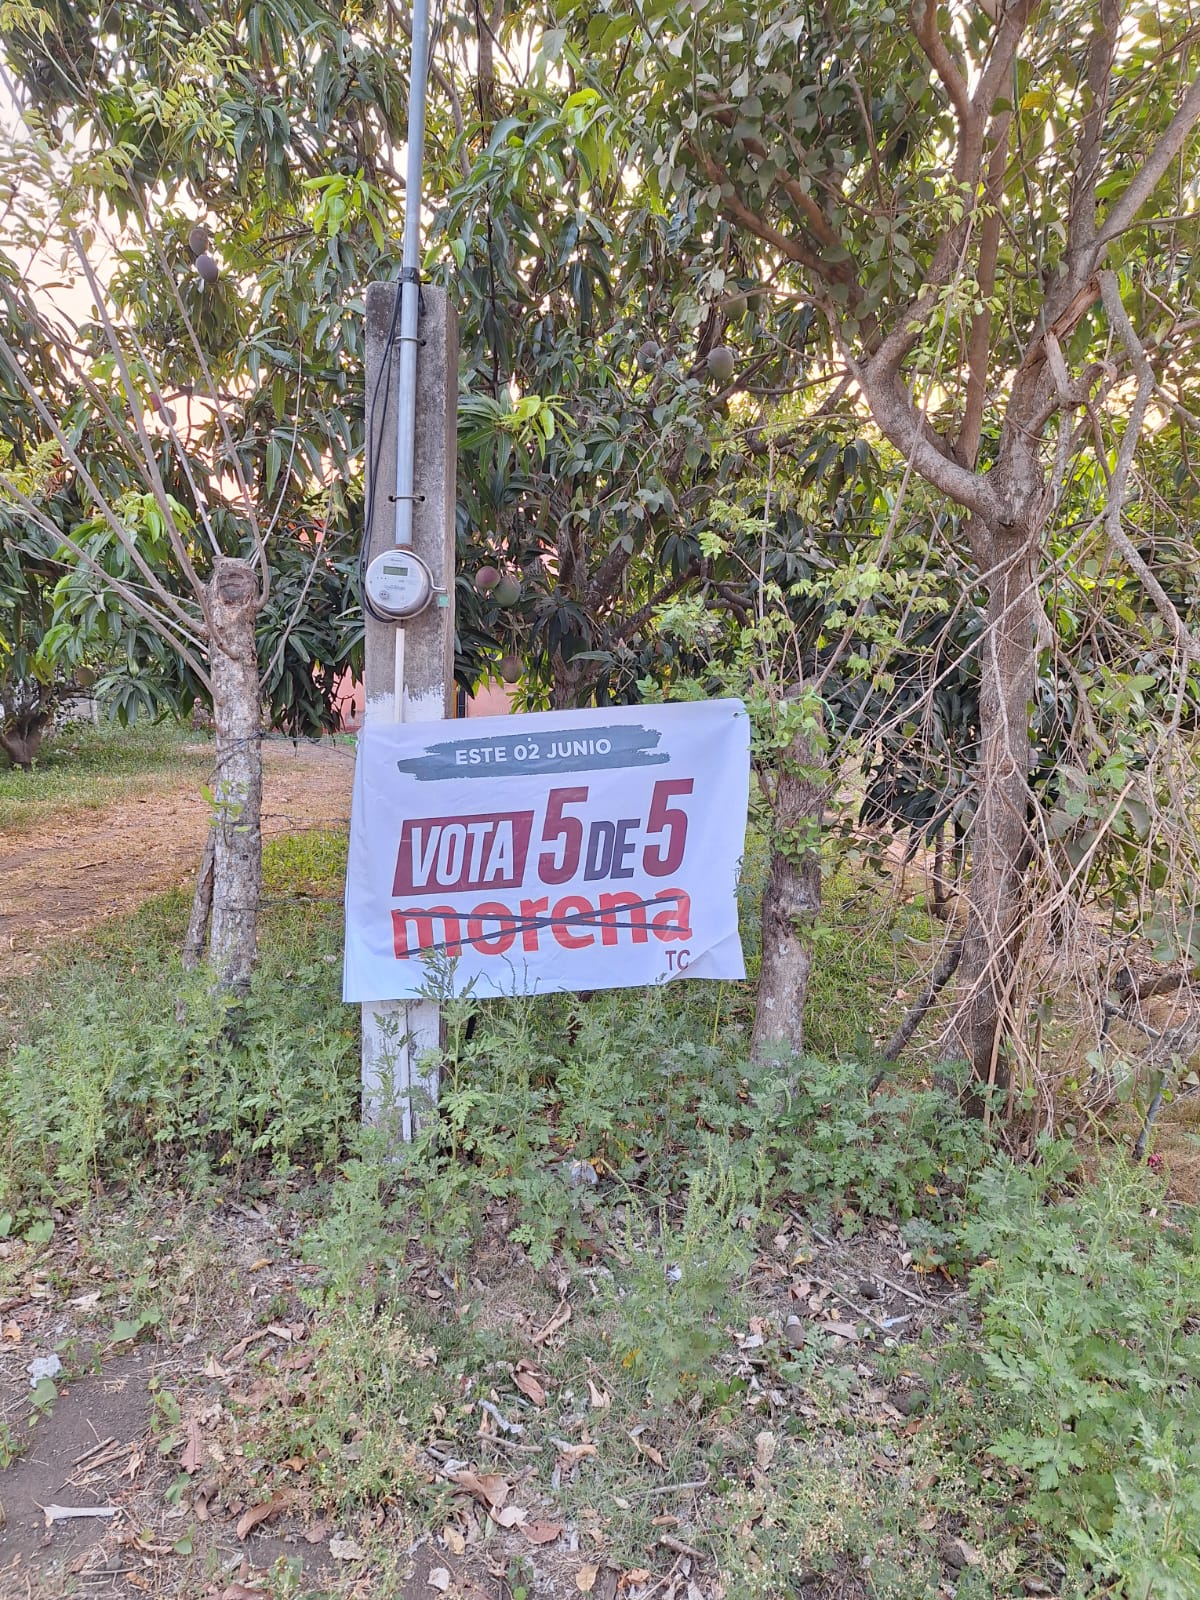 ESTE 02 JUNIO
VOTA 5 DE 5
morena
TC